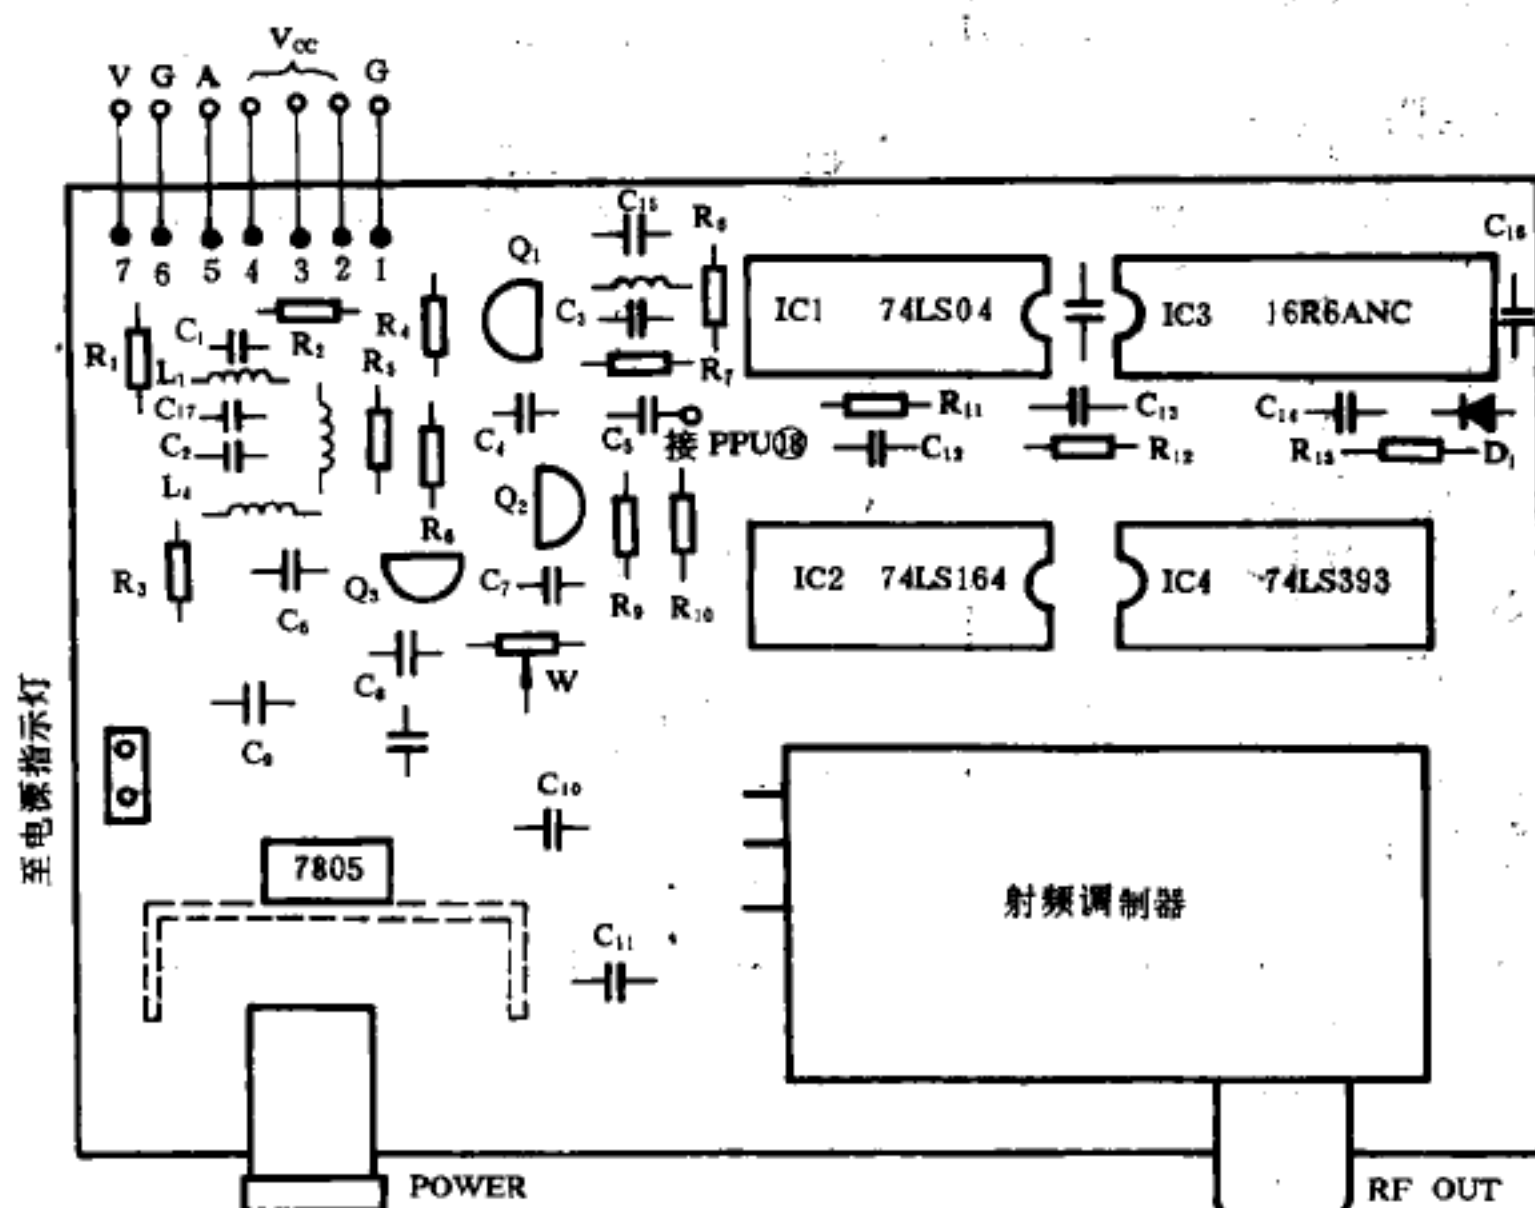 Vcc
V G A G
7 6 5 4 3 2 1
C₁₅
R₈
Q₁
C₁₆
C₁
R₂
R₄
C₃
IC1 74LS04
IC3 16R6ANC
R₁
L₁
R₅
R₇
C₁₇
C₄
C₅
R₁₁
C₁₃
C₁₄
C₂
接 PPU⑱
C₁₂
R₁₂
R₁₃
D₁
L₄
Q₂
R₆
R₃
Q₃
C₇
IC2 74LS164
IC4 74LS393
C₆
R₉
R₁₀
C₈
W
至电源指示灯
C₉
C₁₀
7805
射频调制器
C₁₁
POWER
RF OUT